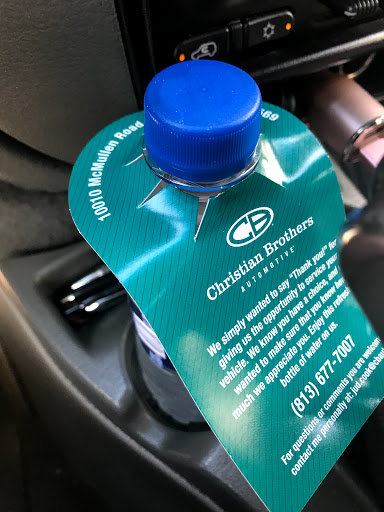 10010 McMullen Road
569
CB
Christian Brothers
AUTOMOTIVE
We simply wanted to say "Thank you!" for
giving us the opportunity to service your
vehicle. We know you have a choice, and
wanted to make sure that you know
much we appreciate you. Enjoy this
bottle of water on us.
(813) 677-7007
For questions or comments you are
contact me personally at